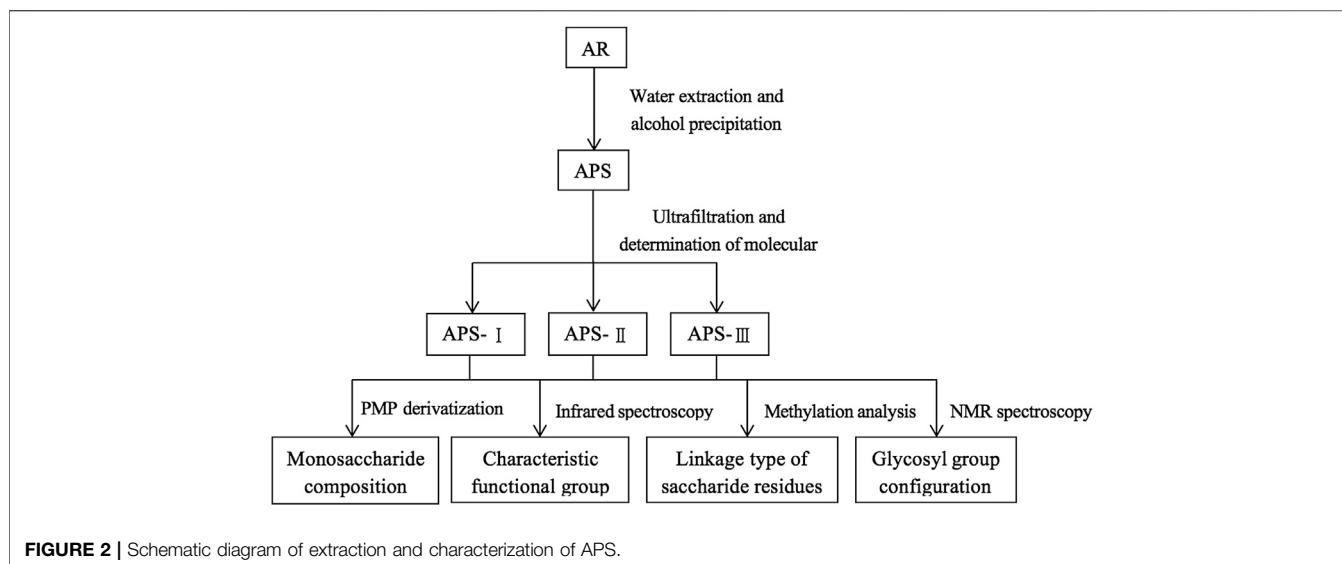 AR
Water extraction and
alcohol precipitation
APS
Ultrafiltration and
determination of molecular
APS- Ⅰ
APS- Ⅱ
APS-Ⅲ
PMP derivatization
Infrared spectroscopy
Methylation analysis
NMR spectroscopy
Monosaccharide
composition
Characteristic
functional group
Linkage type of
saccharide residues
Glycosyl group
configuration
FIGURE 2 | Schematic diagram of extraction and characterization of APS.